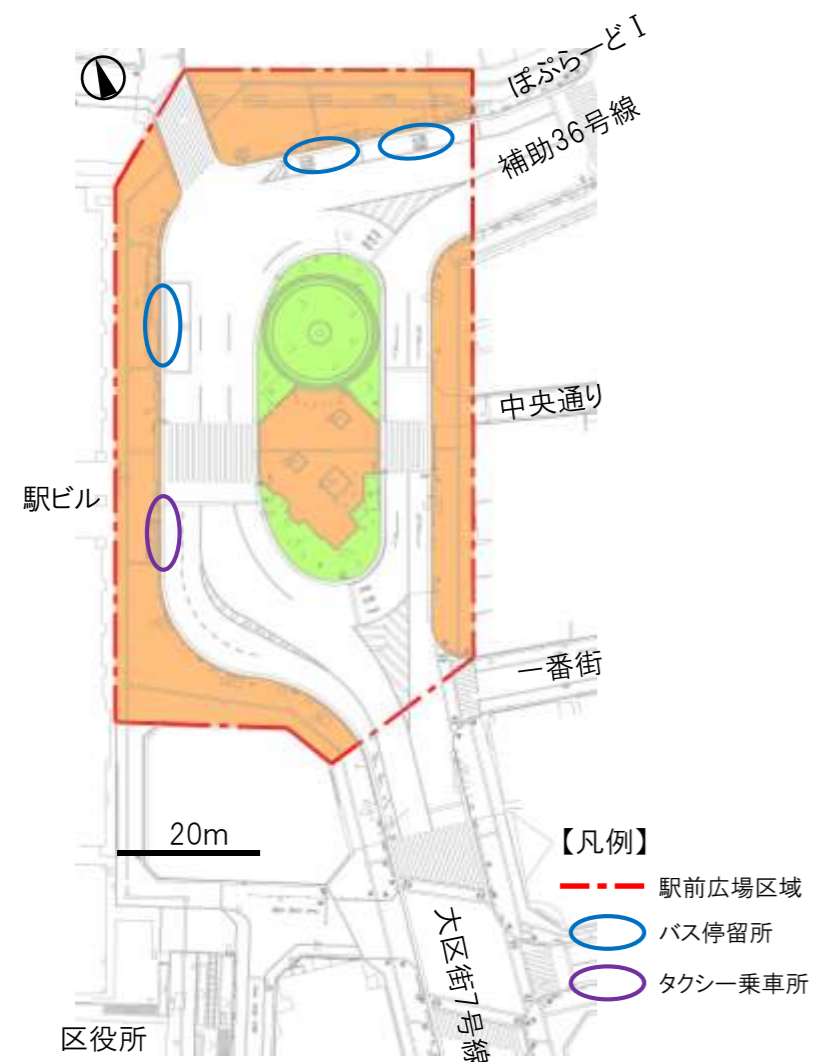 ぽぷらーどⅠ
補助36号線
中央通り
駅ビル
一番街
20m
【凡例】
駅前広場区域
バス停留所
タクシー乗車所
大区街7号線
区役所